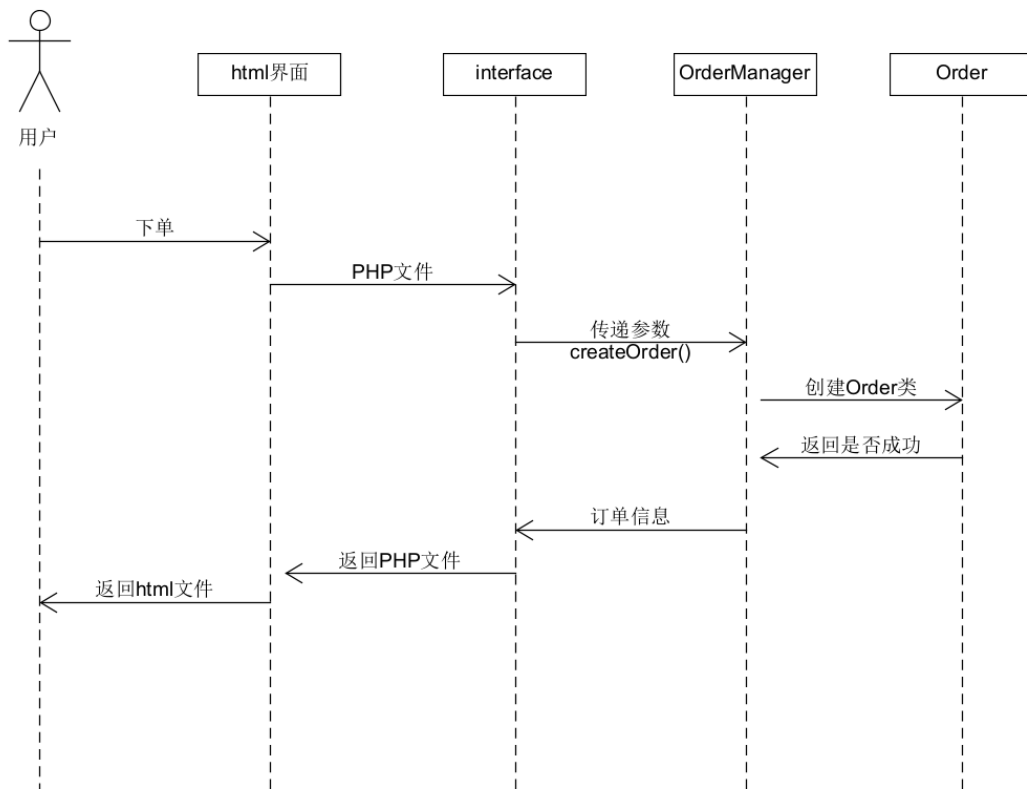 html界面
interface
OrderManager
Order
用户
下单
PHP文件
传递参数
createOrder()
创建Order类
返回是否成功
订单信息
返回PHP文件
返回html文件